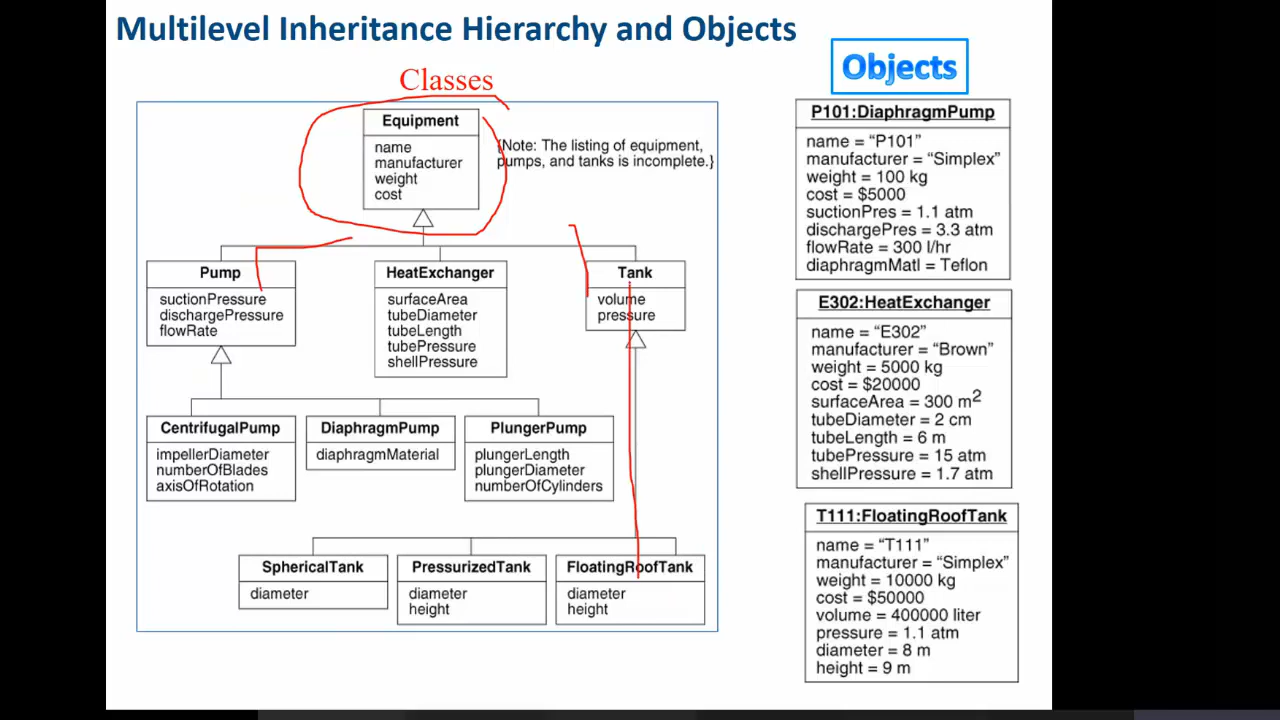 Multilevel Inheritance Hierarchy and Objects
Classes
Equipment
name
manufacturer
weight
cost
{Note: The listing of equipment,
pumps, and tanks is incomplete.}
Pump
suctionPressure
dischargePressure
flowRate
HeatExchanger
surfaceArea
tubeDiameter
tubeLength
tubePressure
shellPressure
Tank
volume
pressure
CentrifugalPump
impellerDiameter
numberOfBlades
axisOfRotation
DiaphragmPump
diaphragmMaterial
PlungerPump
plungerLength
plungerDiameter
numberOfCylinders
SphericalTank
diameter
PressurizedTank
diameter
height
FloatingRoofTank
diameter
height
Objects
P101:DiaphragmPump
name = “P101”
manufacturer = “Simplex”
weight = 100 kg
cost = $5000
suctionPres = 1.1 atm
dischargePres = 3.3 atm
flowRate = 300 l/hr
diaphragmMatl = Teflon
E302:HeatExchanger
name = “E302”
manufacturer = “Brown”
weight = 5000 kg
cost = $20000
surfaceArea = 300 m²
tubeDiameter = 2 cm
tubeLength = 6 m
tubePressure = 15 atm
shellPressure = 1.7 atm
T111:FloatingRoofTank
name = “T111”
manufacturer = “Simplex”
weight = 10000 kg
cost = $50000
volume = 400000 liter
pressure = 1.1 atm
diameter = 8 m
height = 9 m